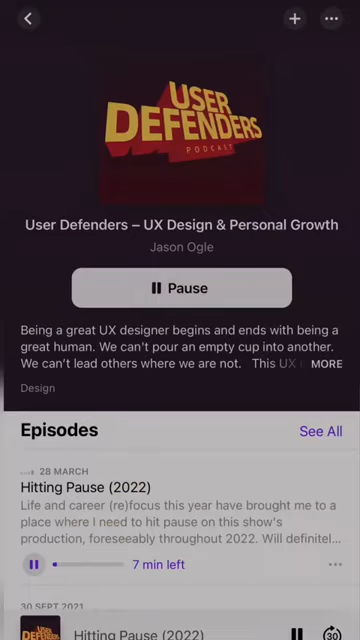 USER
DEFENDERS
PODCAST
User Defenders – UX Design & Personal Growth
Jason Ogle
Pause
Being a great UX designer begins and ends with being a
great human. We can't pour an empty cup into another.
We can't lead others where we are not. This UX MORE
Design
Episodes See All
28 MARCH
Hitting Pause (2022)
Life and career (re)focus this year have brought me to a
place where I need to hit pause on this show's
production, foreseeably throughout 2022. Will definitel...
7 min left
30 SEPT 2021
Hitting Pause (2022)
30